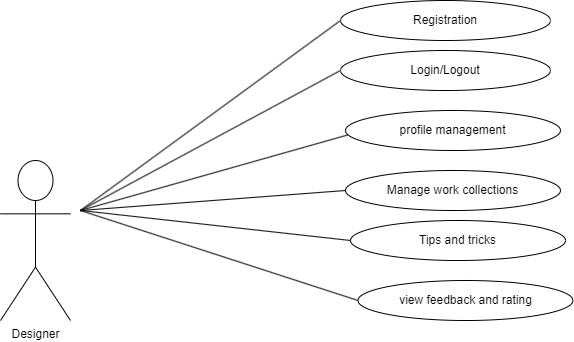 Registration
Login/Logout
profile management
Manage work collections
Tips and tricks
view feedback and rating
Designer